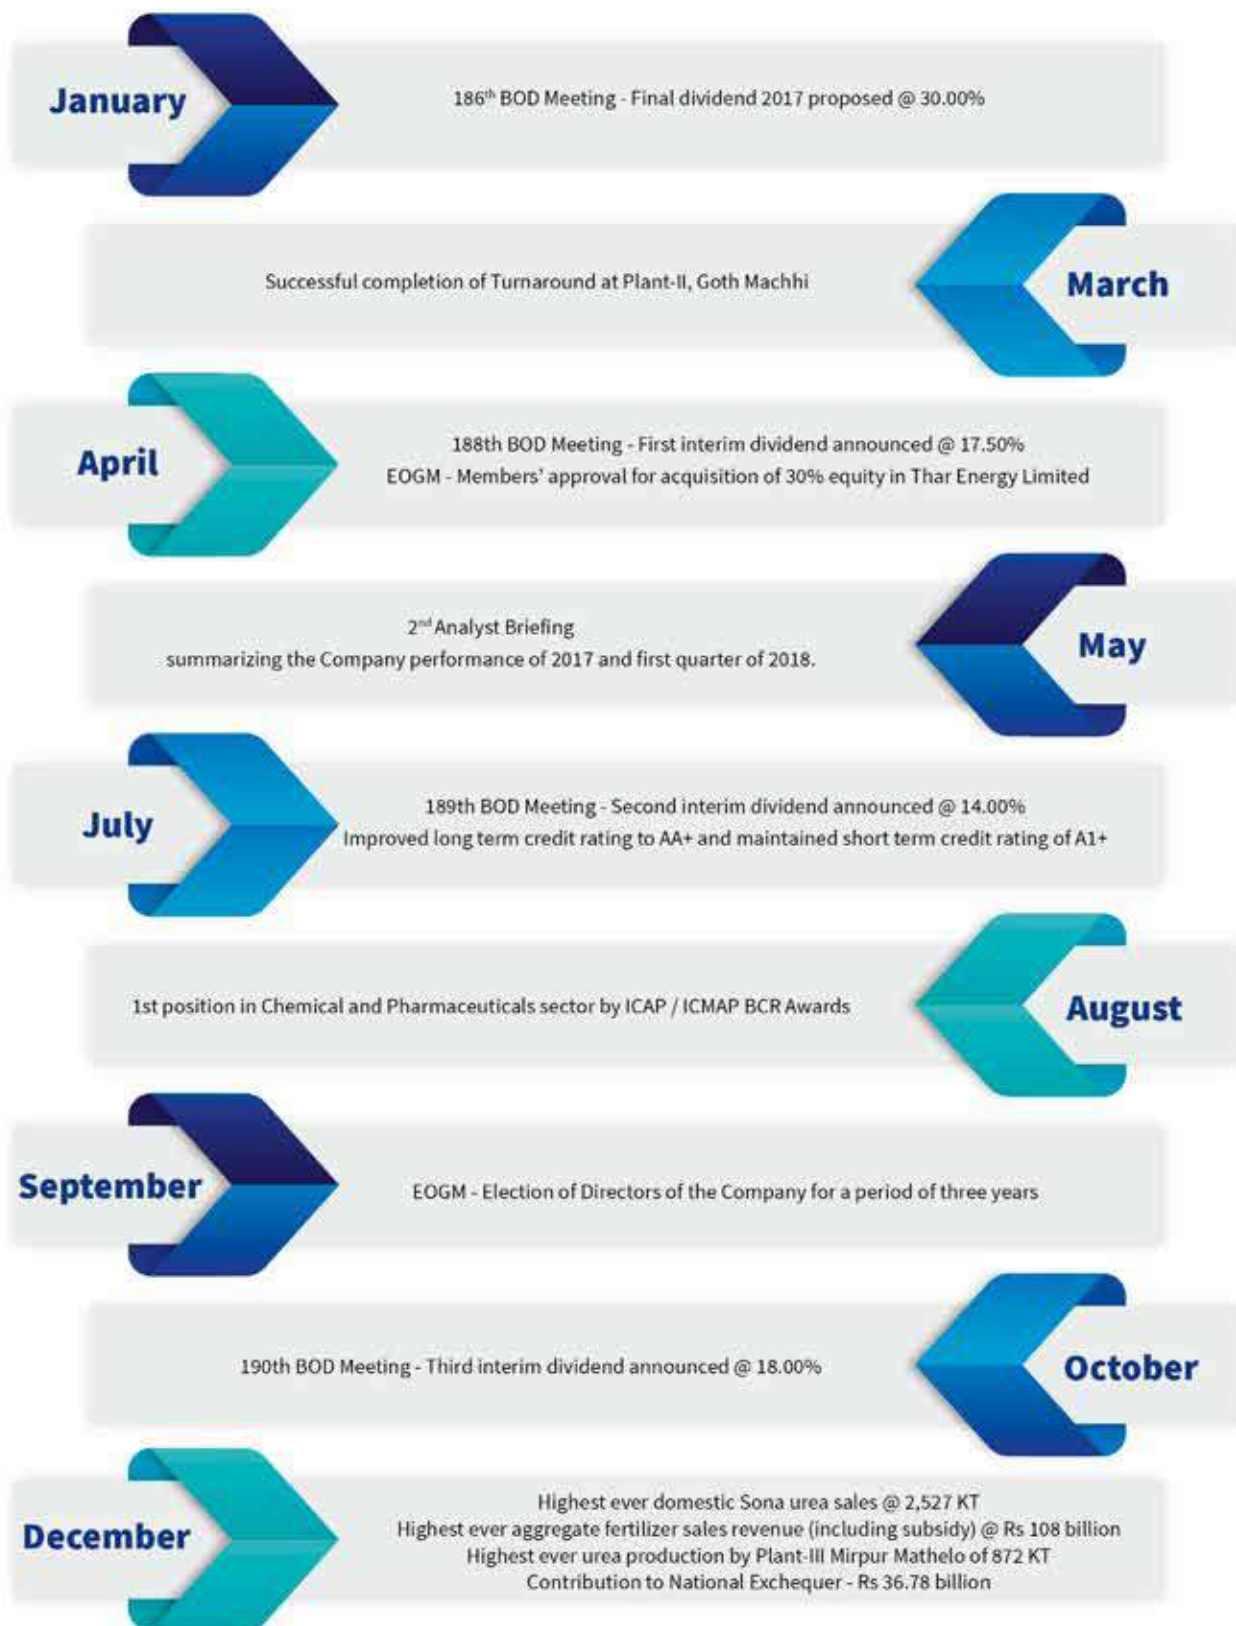 January
186th BOD Meeting - Final dividend 2017 proposed @ 30.00%
Successful completion of Turnaround at Plant-II, Goth Machhi
March
April
188th BOD Meeting - First interim dividend announced @ 17.50%
EOGM - Members' approval for acquisition of 30% equity in Thar Energy Limited
2nd Analyst Briefing
summarizing the Company performance of 2017 and first quarter of 2018.
May
July
189th BOD Meeting - Second interim dividend announced @ 14.00%
Improved long term credit rating to AA+ and maintained short term credit rating of A1+
1st position in Chemical and Pharmaceuticals sector by ICAP / ICMAP BCR Awards
August
September
EOGM - Election of Directors of the Company for a period of three years
190th BOD Meeting - Third interim dividend announced @ 18.00%
October
December
Highest ever domestic Sona urea sales @ 2,527 KT
Highest ever aggregate fertilizer sales revenue (including subsidy) @ Rs 108 billion
Highest ever urea production by Plant-III Mirpur Mathelo of 872 KT
Contribution to National Exchequer - Rs 36.78 billion